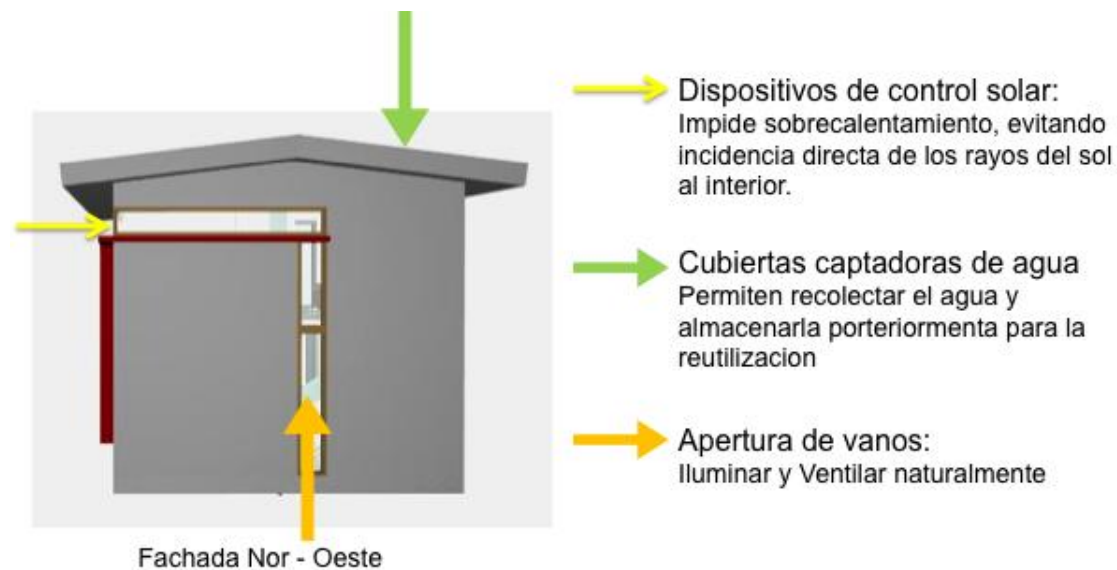 Dispositivos de control solar:
Impide sobrecalentamiento, evitando
incidencia directa de los rayos del sol
al interior.
Cubiertas captadoras de agua
Permiten recolectar el agua y
almacenarla porteriormenta para la
reutilizacion
Apertura de vanos:
Iluminar y Ventilar naturalmente
Fachada Nor - Oeste